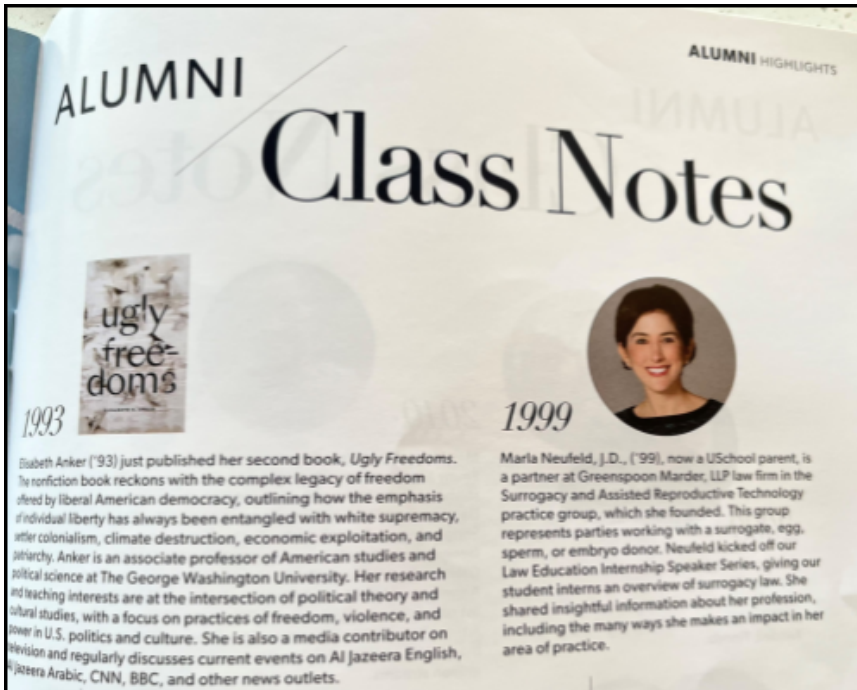 ALUMNI HIGHLIGHTS
ALUMNI
Class Notes
ugly
free-
doms
1993
Elisabeth Anker ('93) just published her second book, Ugly Freedoms.
The nonfiction book reckons with the complex legacy of freedom
offered by liberal American democracy, outlining how the emphasis
of individual liberty has always been entangled with white supremacy,
settler colonialism, climate destruction, economic exploitation, and
patriarchy. Anker is an associate professor of American studies and
political science at The George Washington University. Her research
and teaching interests are at the intersection of political theory and
cultural studies, with a focus on practices of freedom, violence, and
power in U.S. politics and culture. She is also a media contributor on
television and regularly discusses current events on Al Jazeera English,
Al Jazeera Arabic, CNN, BBC, and other news outlets.
1999
Marla Neufeld, J.D., ('99), now a USchool parent, is
a partner at Greenspoon Marder, LLP law firm in the
Surrogacy and Assisted Reproductive Technology
practice group, which she founded. This group
represents parties working with a surrogate, egg,
sperm, or embryo donor. Neufeld kicked off our
Law Education Internship Speaker Series, giving our
student interns an overview of surrogacy law. She
shared insightful information about her profession,
including the many ways she makes an impact in her
area of practice.